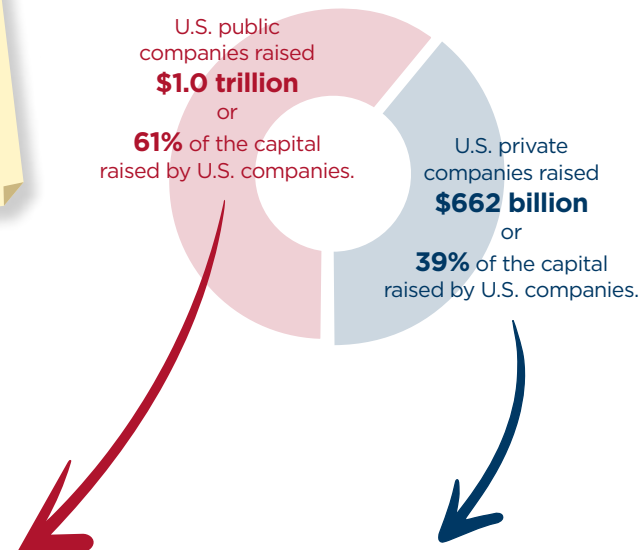 U.S. public
companies raised
$1.0 trillion
or
61% of the capital
raised by U.S. companies.
U.S. private
companies raised
$662 billion
or
39% of the capital
raised by U.S. companies.